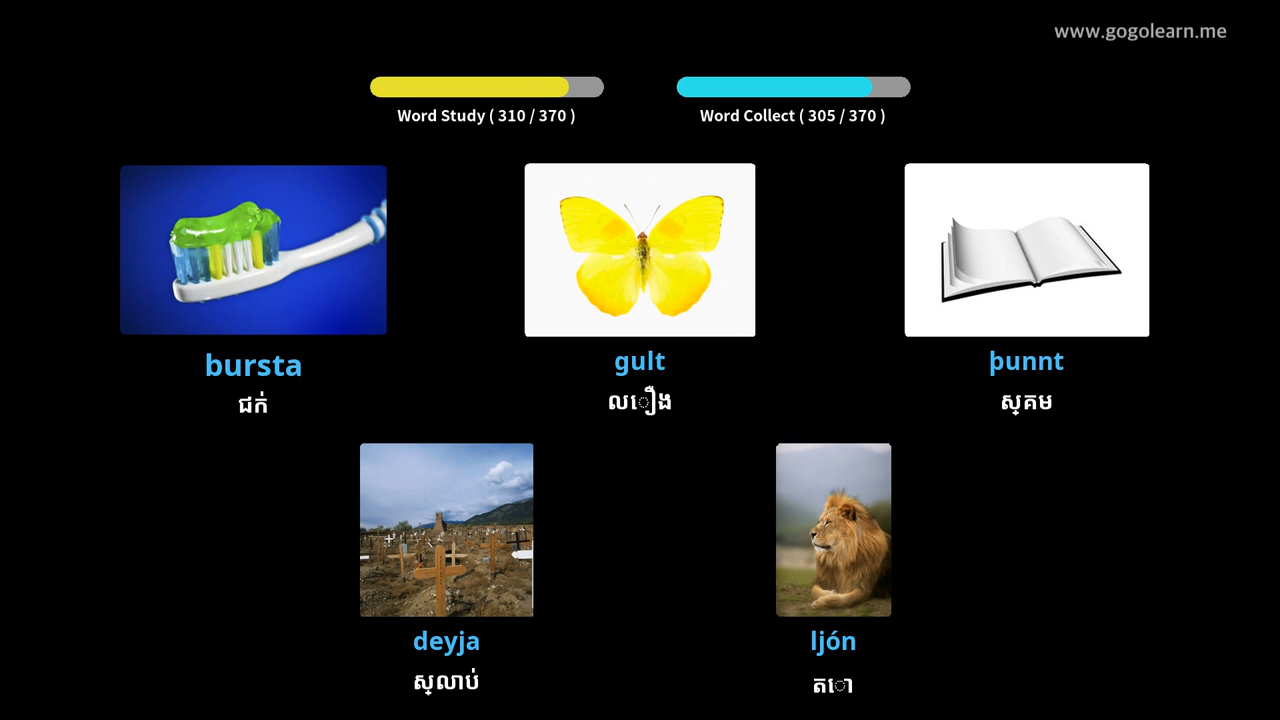 www.gogolearn.me
Word Study ( 310 / 370 )
Word Collect ( 305 / 370 )
bursta
ជក់
gult
លឿង
þunnt
ស្គម
deyja
ស្លាប់
ljón
តោ